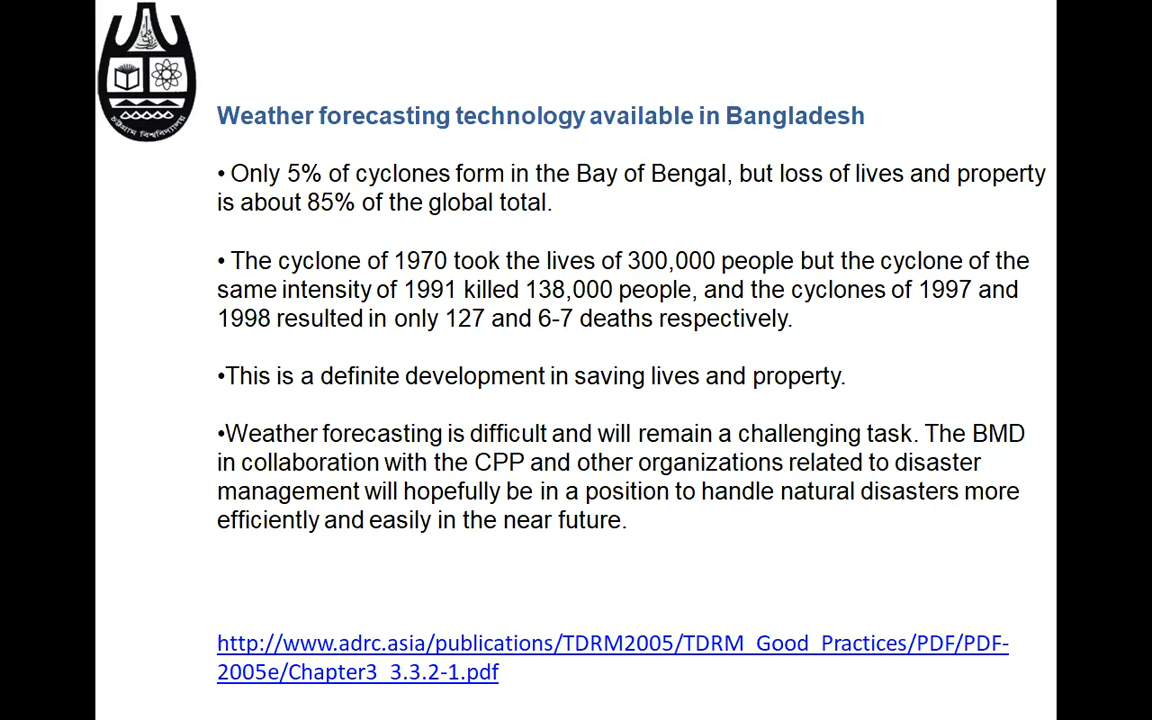 চট্টগ্রাম বিশ্ববিদ্যালয়
Weather forecasting technology available in Bangladesh
• Only 5% of cyclones form in the Bay of Bengal, but loss of lives and property
is about 85% of the global total.
• The cyclone of 1970 took the lives of 300,000 people but the cyclone of the
same intensity of 1991 killed 138,000 people, and the cyclones of 1997 and
1998 resulted in only 127 and 6-7 deaths respectively.
•This is a definite development in saving lives and property.
•Weather forecasting is difficult and will remain a challenging task. The BMD
in collaboration with the CPP and other organizations related to disaster
management will hopefully be in a position to handle natural disasters more
efficiently and easily in the near future.
http://www.adrc.asia/publications/TDRM2005/TDRM_Good_Practices/PDF/PDF-
2005e/Chapter3_3.3.2-1.pdf